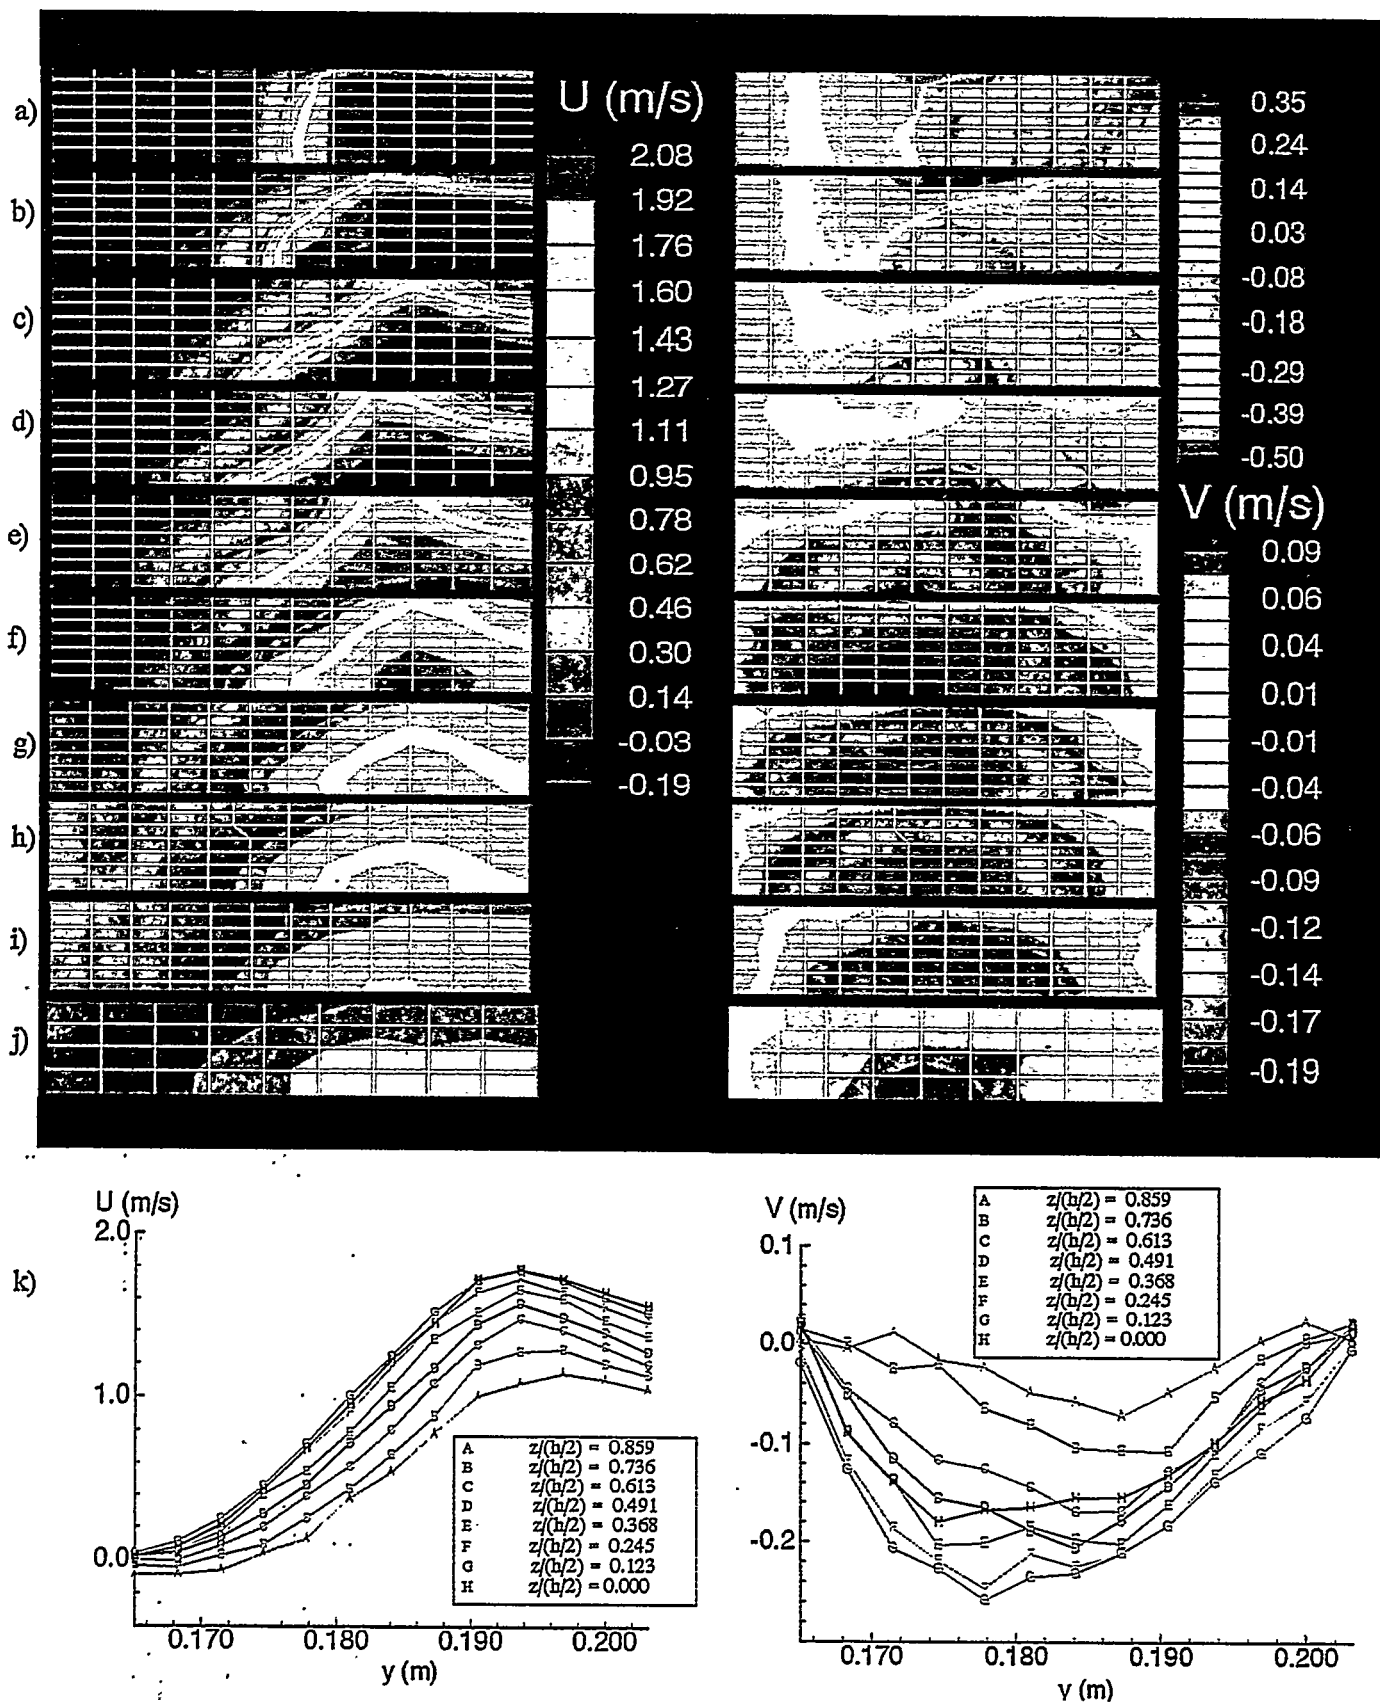 U (m/s)
2.08
1.92
1.76
1.60
1.43
1.27
1.11
0.95
0.78
0.62
0.46
0.30
0.14
-0.03
-0.19
0.35
0.24
0.14
0.03
-0.08
-0.18
-0.29
-0.39
-0.50
V (m/s)
0.09
0.06
0.04
0.01
-0.01
-0.04
-0.06
-0.09
-0.12
-0.14
-0.17
-0.19
a)
b)
c)
d)
e)
f)
g)
h)
i)
j)
k)
U (m/s)
2.0
1.0
0.0
0.170 0.180 0.190 0.200
y (m)
A z/(h/2) = 0.859
B z/(h/2) = 0.736
C z/(h/2) = 0.613
D z/(h/2) = 0.491
E z/(h/2) = 0.368
F z/(h/2) = 0.245
G z/(h/2) = 0.123
H z/(h/2) = 0.000
V (m/s)
0.1
0.0
-0.1
-0.2
0.170 0.180 0.190 0.200
y (m)
A z/(h/2) = 0.859
B z/(h/2) = 0.736
C z/(h/2) = 0.613
D z/(h/2) = 0.491
E z/(h/2) = 0.368
F z/(h/2) = 0.245
G z/(h/2) = 0.123
H z/(h/2) = 0.000